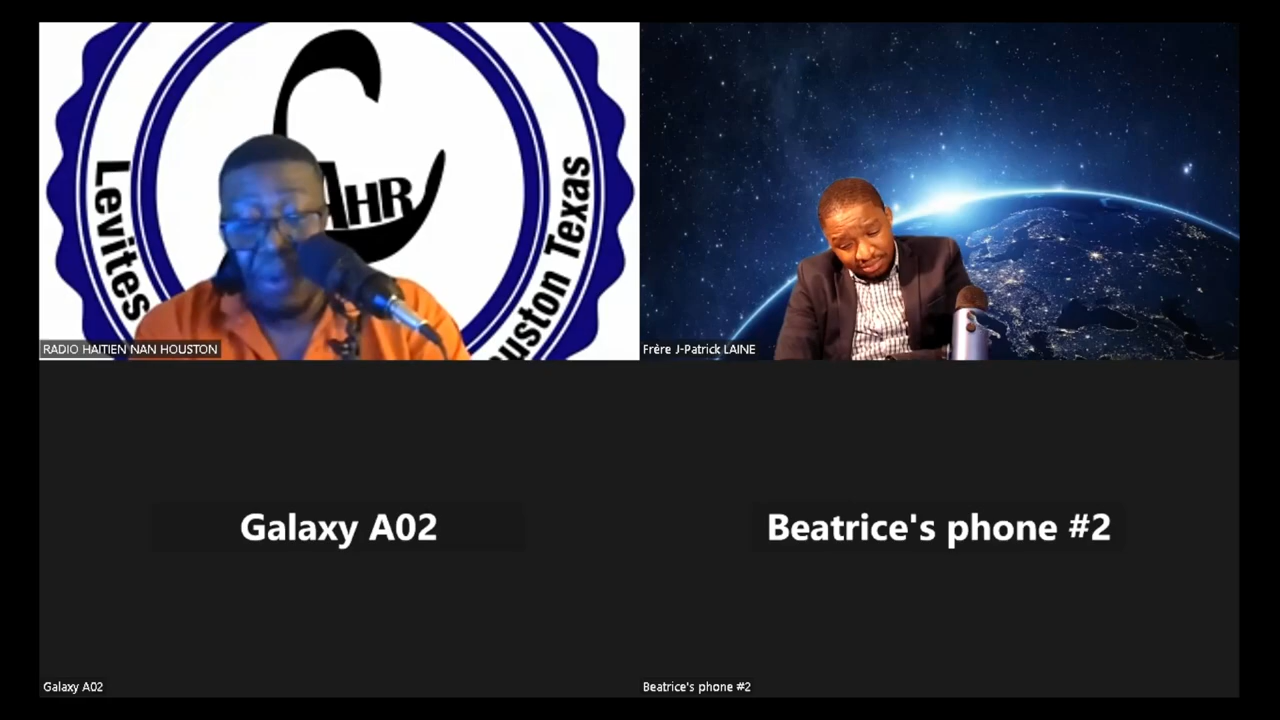 Levites
AHR
Houston Texas
RADIO HAITIEN NAN HOUSTON
Frère J-Patrick LAINE
Galaxy A02
Beatrice's phone #2
Galaxy A02
Beatrice's phone #2